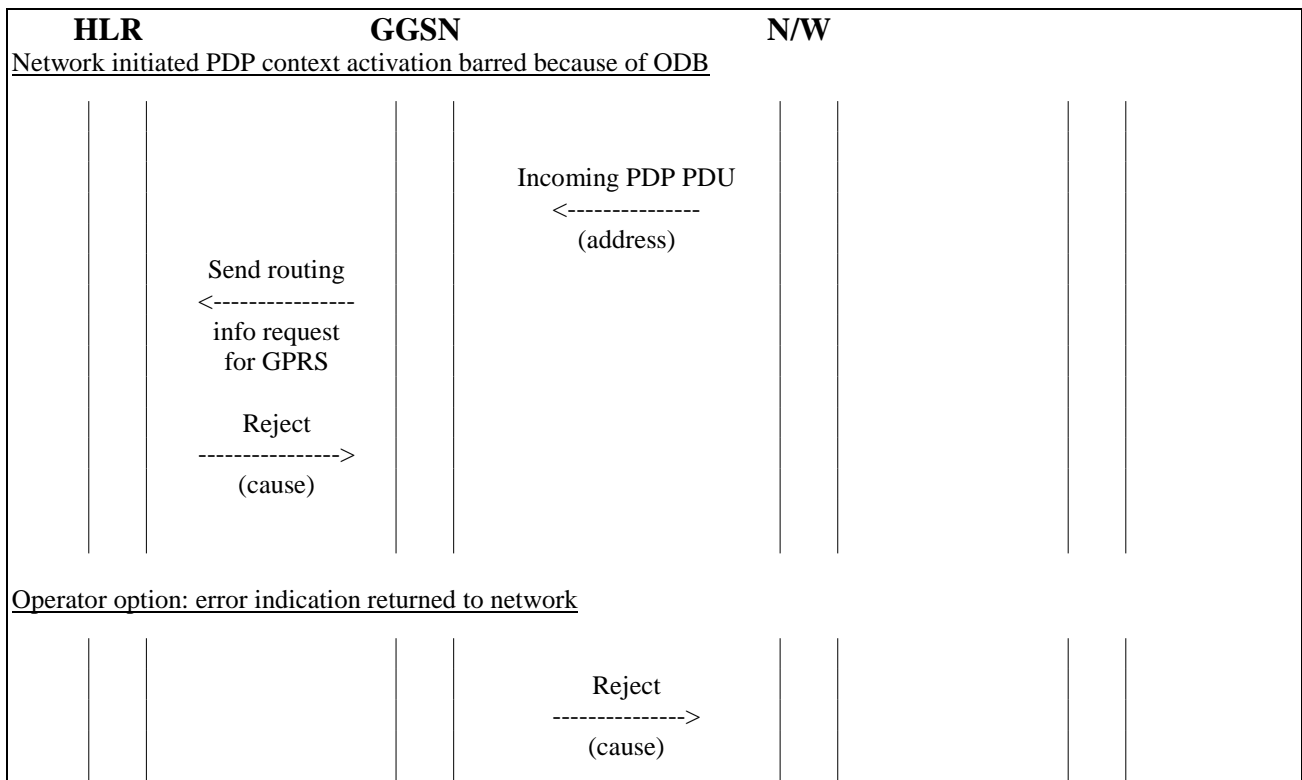 HLR GGSN N/W
Network initiated PDP context activation barred because of ODB
Incoming PDP PDU
<---------------
(address)
Send routing
<----------------
info request
for GPRS
Reject
---------------->
(cause)
Operator option: error indication returned to network
Reject
--------------->
(cause)